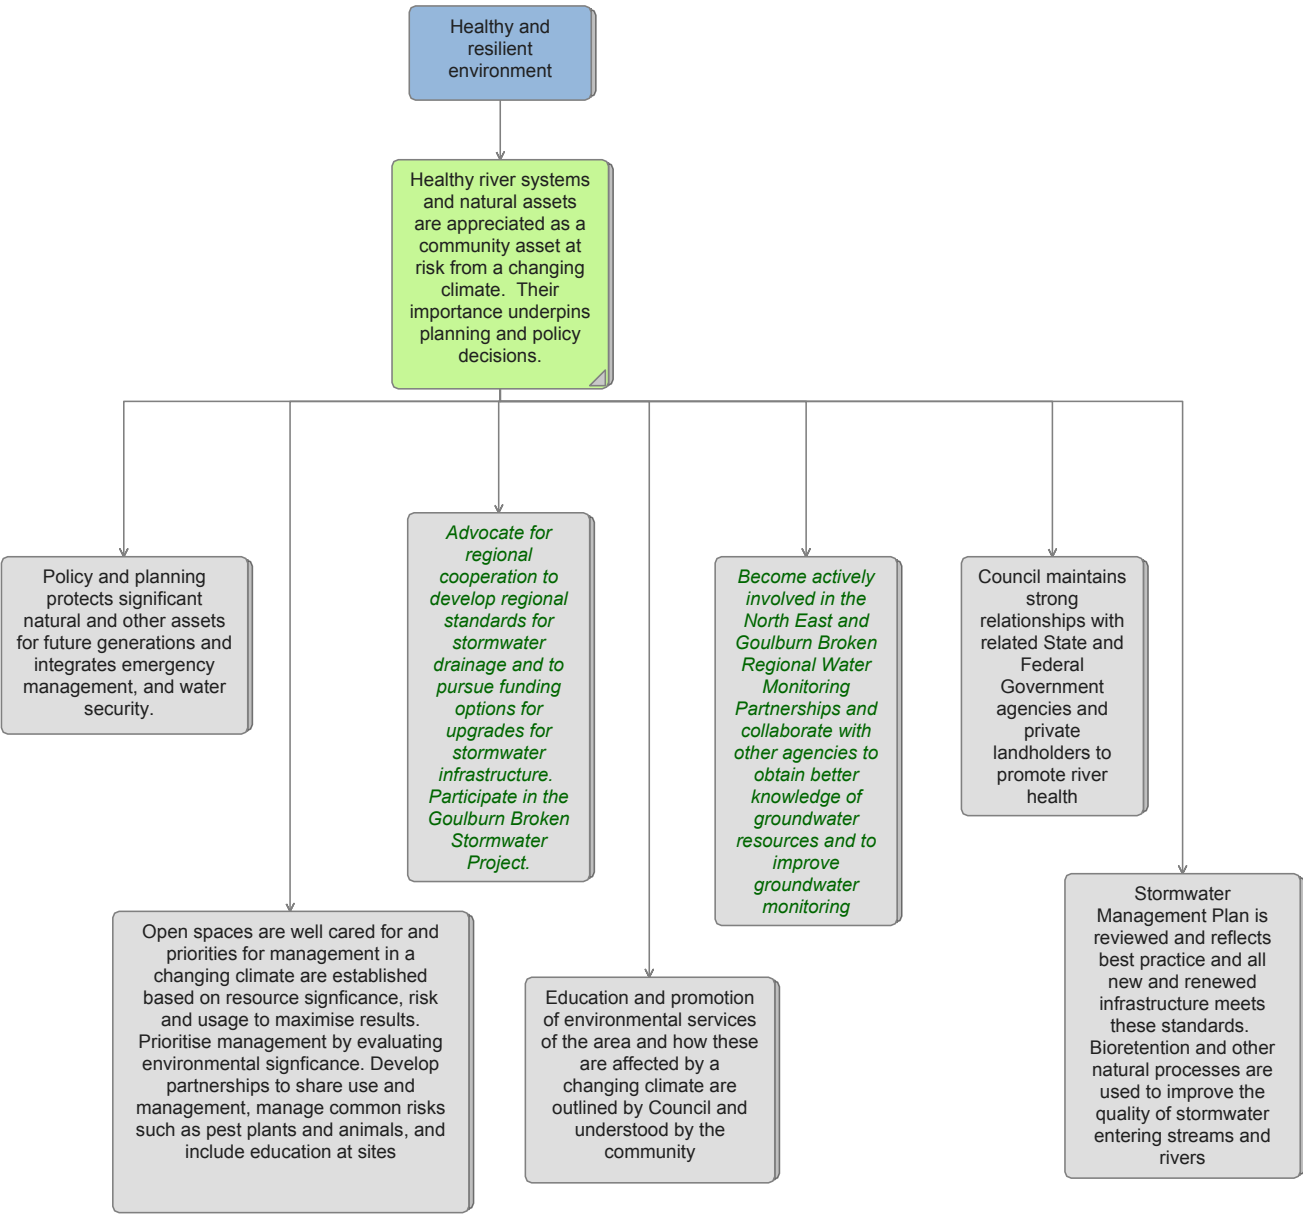 Healthy and
resilient
environment
Healthy river systems
and natural assets
are appreciated as a
community asset at
risk from a changing
climate.  Their
importance underpins
planning and policy
decisions.
Policy and planning
protects significant
natural and other assets
for future generations and
integrates emergency
management, and water
security.
Open spaces are well cared for and
priorities for management in a
changing climate are established
based on resource signficance, risk
and usage to maximise results.
Prioritise management by evaluating
environmental signficance. Develop
partnerships to share use and
management, manage common risks
such as pest plants and animals, and
include education at sites
Advocate for
regional
cooperation to
develop regional
standards for
stormwater
drainage and to
pursue funding
options for
upgrades for
stormwater
infrastructure.
Participate in the
Goulburn Broken
Stormwater
Project.
Education and promotion
of environmental services
of the area and how these
are affected by a
changing climate are
outlined by Council and
understood by the
community
Become actively
involved in the
North East and
Goulburn Broken
Regional Water
Monitoring
Partnerships and
collaborate with
other agencies to
obtain better
knowledge of
groundwater
resources and to
improve
groundwater
monitoring
Council maintains
strong
relationships with
related State and
Federal
Government
agencies and
private
landholders to
promote river
health
Stormwater
Management Plan is
reviewed and reflects
best practice and all
new and renewed
infrastructure meets
these standards.
Bioretention and other
natural processes are
used to improve the
quality of stormwater
entering streams and
rivers